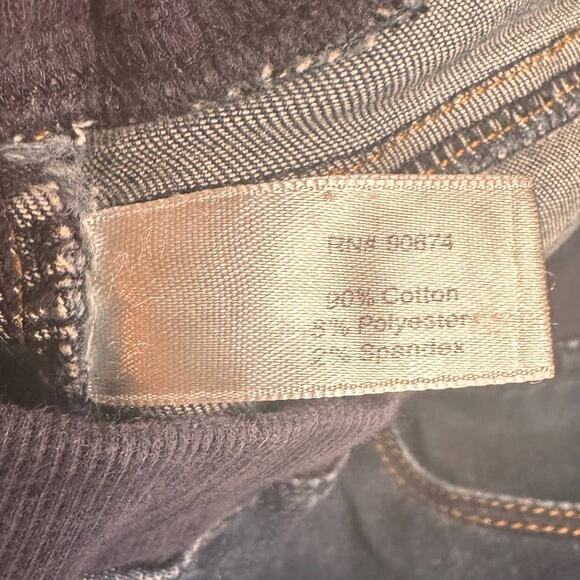 RN# 90874
90% Cotton
8% Polyester
2% Spandex